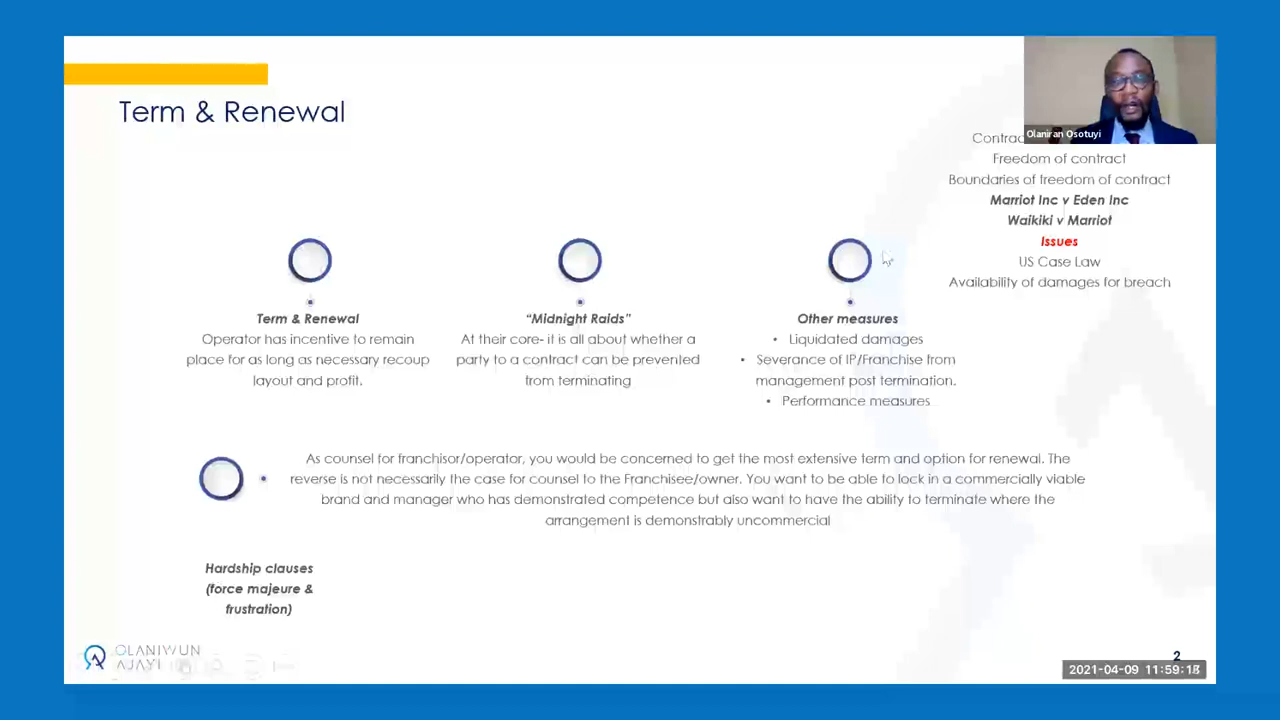 Term & Renewal
Olaniran Osotuyi
Freedom of contract
Boundaries of freedom of contract
Marriot Inc v Eden Inc
Waikiki v Marriot
Issues
US Case Law
Availability of damages for breach
Term & Renewal
Operator has incentive to remain
place for as long as necessary recoup
layout and profit.
“Midnight Raids”
At their core- it is all about whether a
party to a contract can be prevented
from terminating
Other measures
• Liquidated damages
• Severance of IP/Franchise from
management post termination.
• Performance measures
As counsel for franchisor/operator, you would be concerned to get the most extensive term and option for renewal. The
reverse is not necessarily the case for counsel to the Franchisee/owner. You want to be able to lock in a commercially viable
brand and manager who has demonstrated competence but also want to have the ability to terminate where the
arrangement is demonstrably uncommercial
Hardship clauses
(force majeure &
frustration)
OLANIWUN
AJAYI
2
2021-04-09 11:59:18